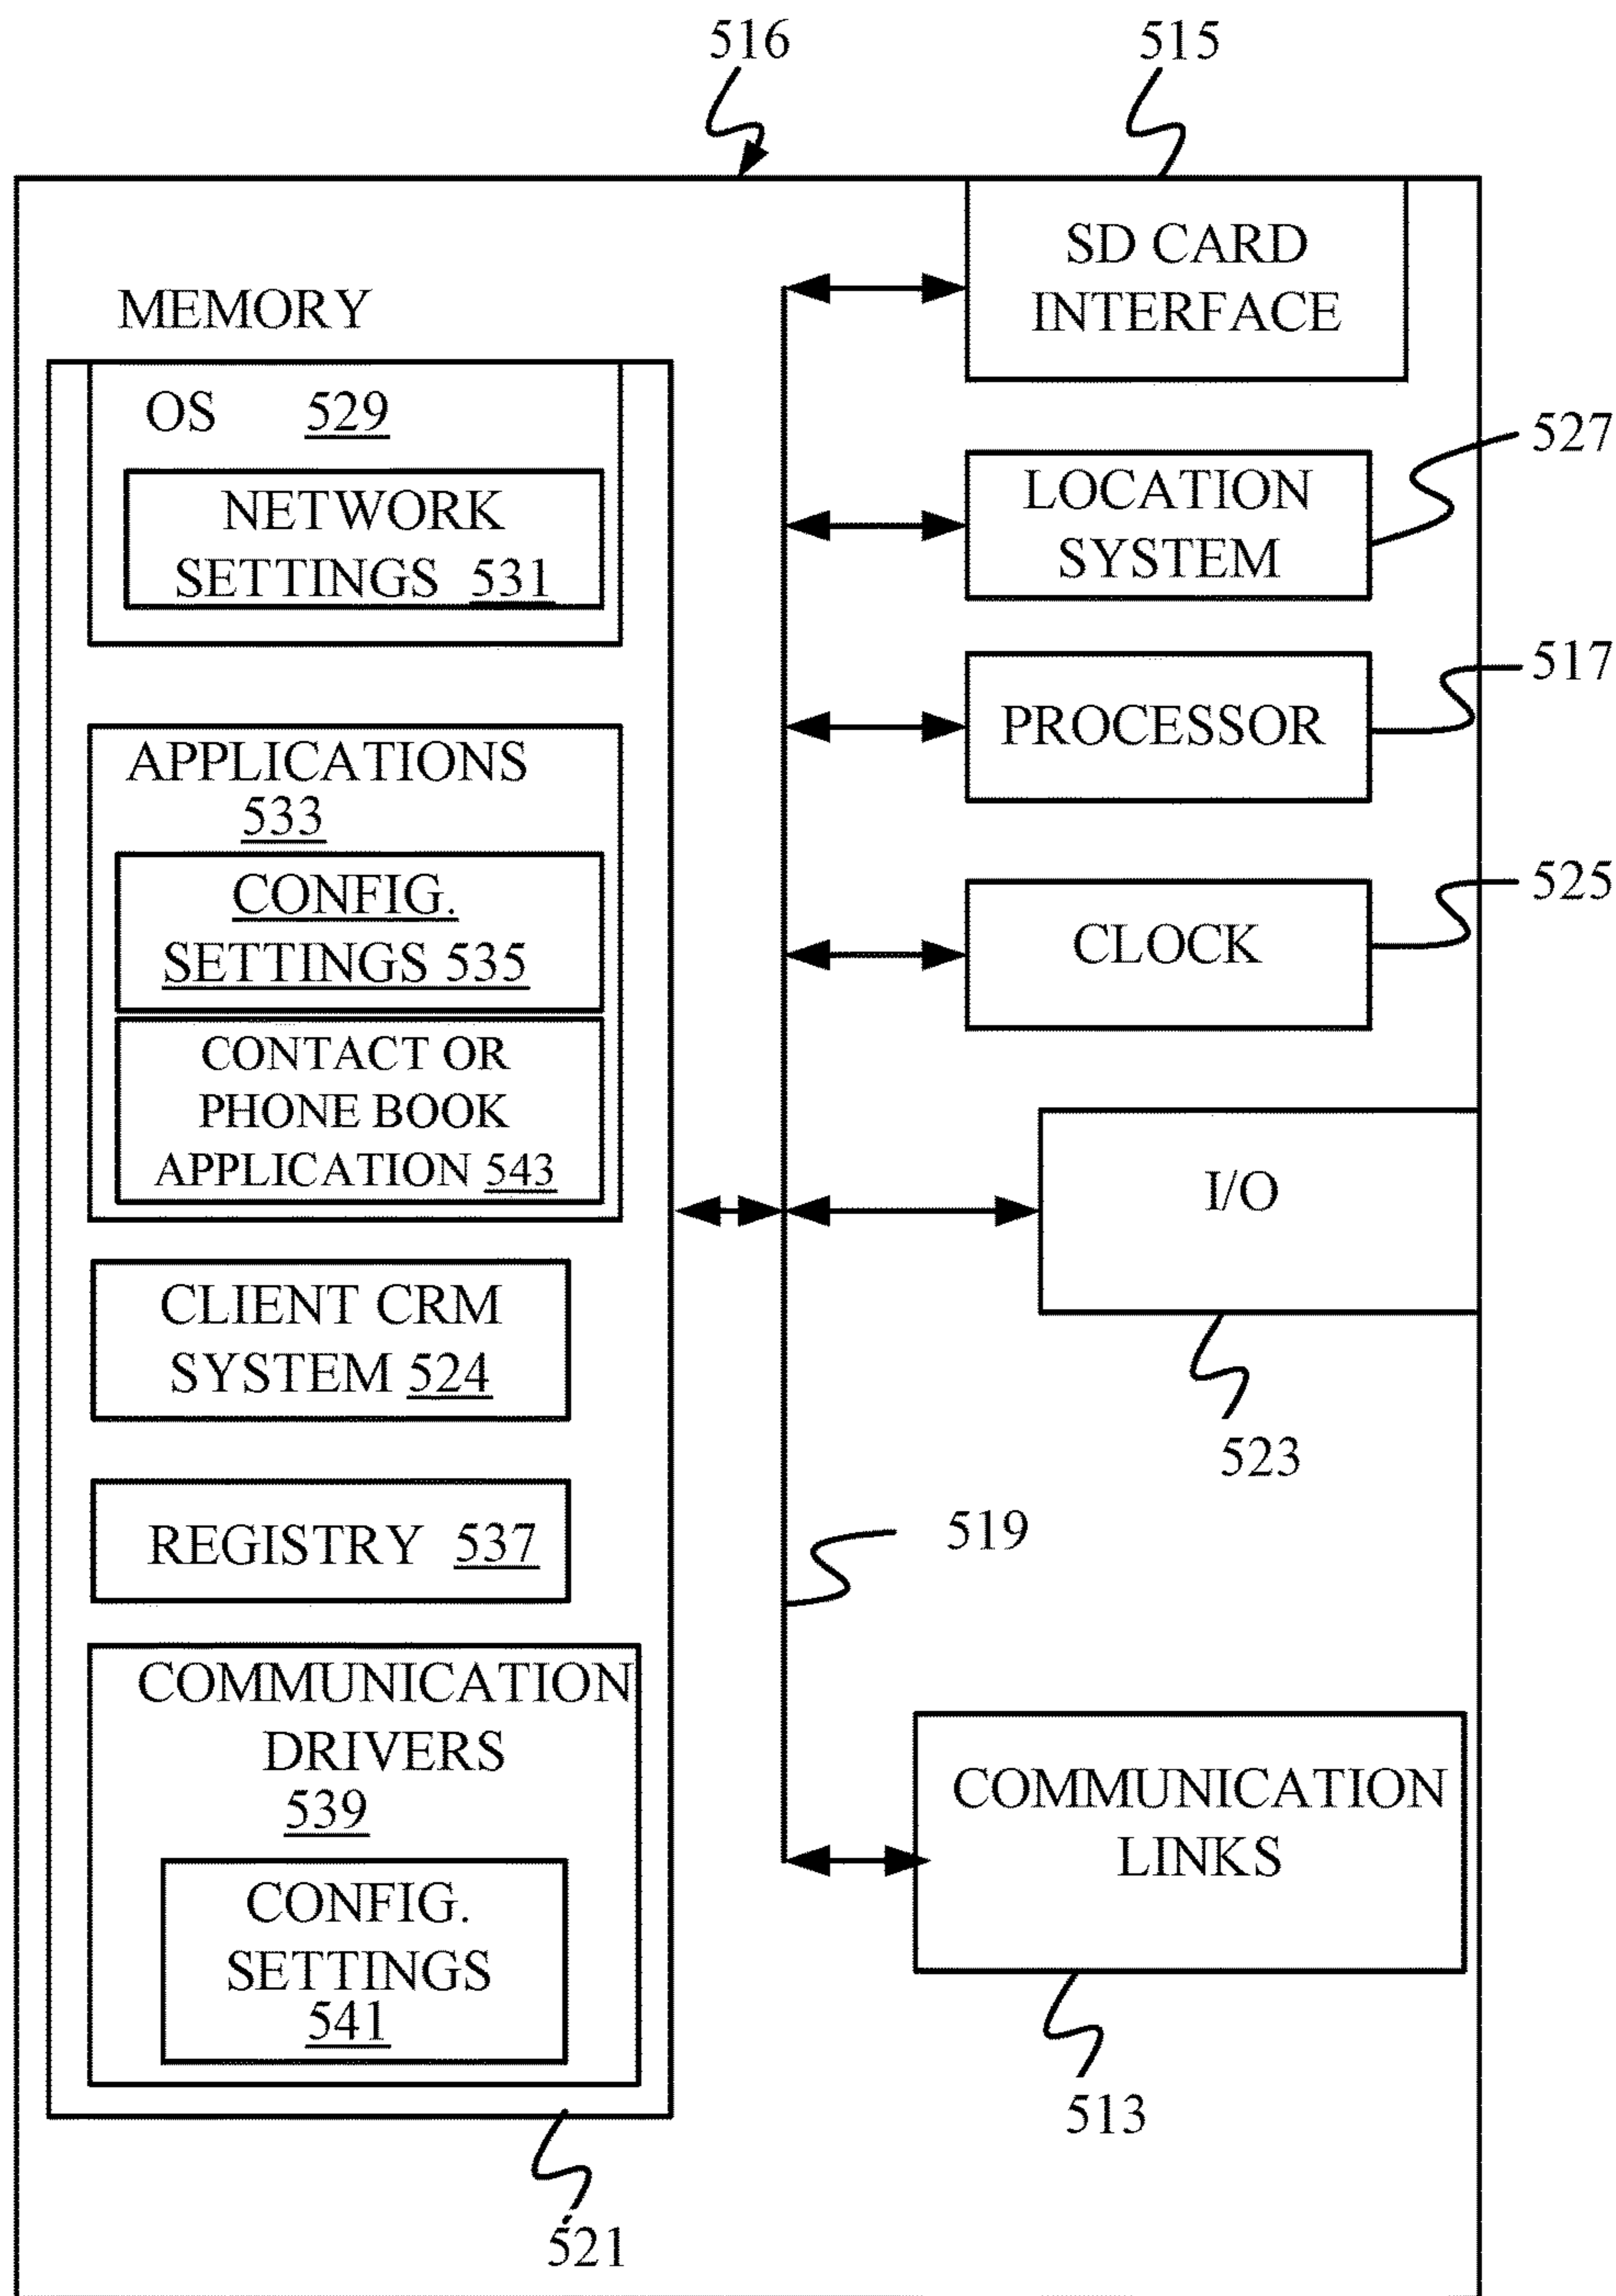 516
515
SD CARD
INTERFACE
MEMORY
OS 529
NETWORK
SETTINGS 531
LOCATION
SYSTEM
527
PROCESSOR
517
APPLICATIONS
533
CONFIG.
SETTINGS 535
CONTACT OR
PHONE BOOK
APPLICATION 543
CLOCK
525
I/O
523
CLIENT CRM
SYSTEM 524
REGISTRY 537
519
COMMUNICATION
DRIVERS
539
CONFIG.
SETTINGS
541
COMMUNICATION
LINKS
513
521